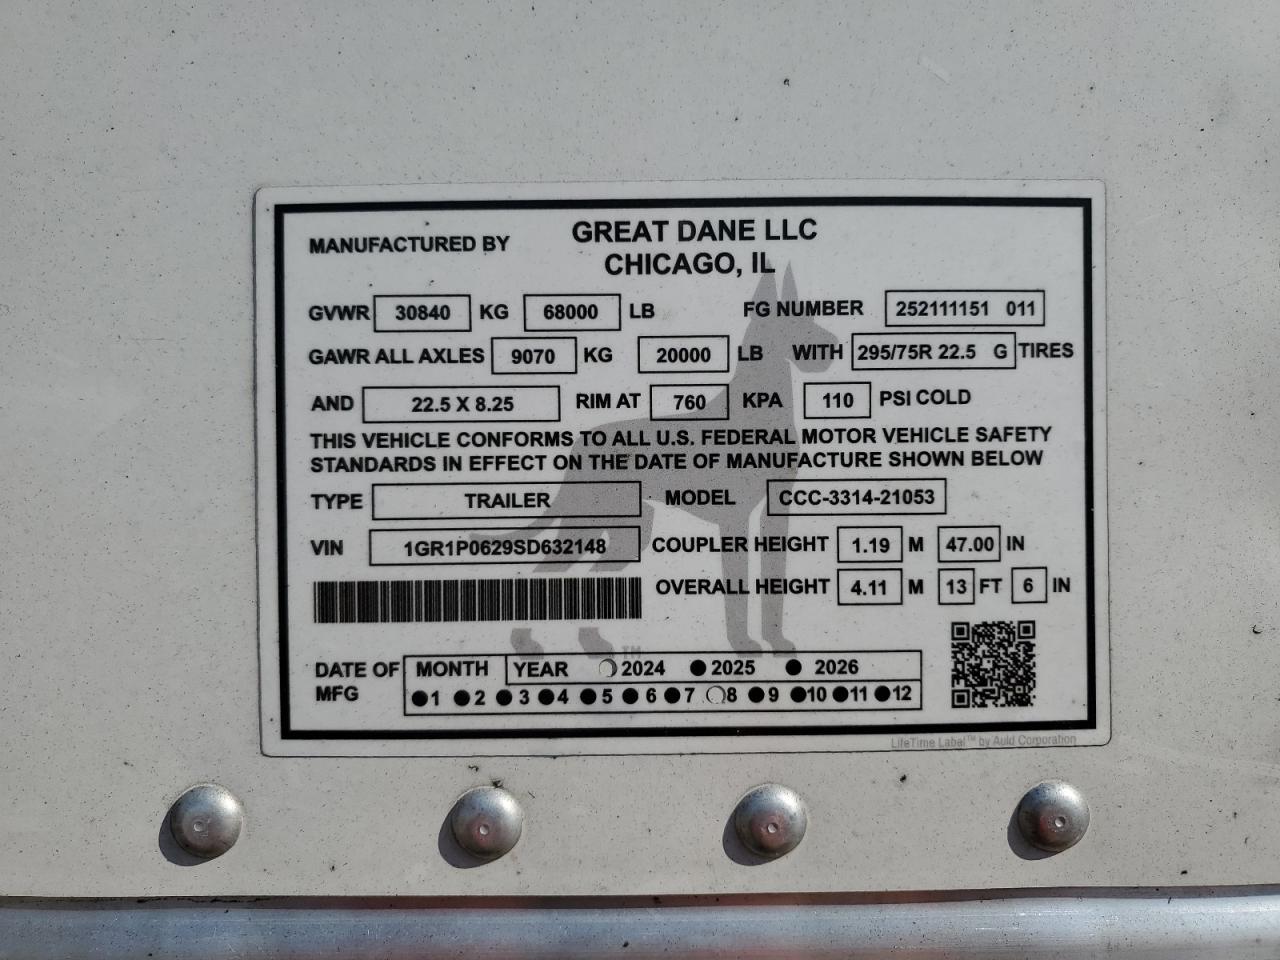 MANUFACTURED BY GREAT DANE LLC
CHICAGO, IL
GVWR 30840 KG 68000 LB FG NUMBER 252111151 011
GAWR ALL AXLES 9070 KG 20000 LB WITH 295/75R 22.5 G TIRES
AND 22.5 X 8.25 RIM AT 760 KPA 110 PSI COLD
THIS VEHICLE CONFORMS TO ALL U.S. FEDERAL MOTOR VEHICLE SAFETY
STANDARDS IN EFFECT ON THE DATE OF MANUFACTURE SHOWN BELOW
TYPE TRAILER MODEL CCC-3314-21053
VIN 1GR1P0629SD632148 COUPLER HEIGHT 1.19 M 47.00 IN
OVERALL HEIGHT 4.11 M 13 FT 6 IN
TM
DATE OF MFG MONTH YEAR 2024 2025 2026
1 2 3 4 5 6 7 8 9 10 11 12
LifeTime Label™ by Auld Corporation